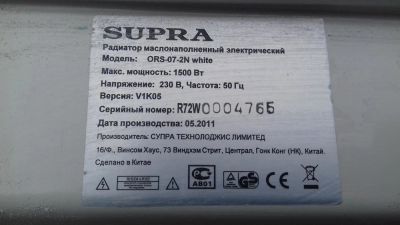 SUPRA
Радиатор маслонаполненный электрический
Модель: ORS-07-2N white
Макс. мощность: 1500 Вт
Напряжение: 230 В, Частота: 50 Гц
Версия: V1K05
Серийный номер: R72W0004765
Дата производства: 05.2011
Производитель: СУПРА ТЕХНОЛОДЖИС ЛИМИТЕД
16/Ф., Винсом Хаус, 73 Виндхэм Стрит, Централ, Гонк Конг (НК), Китай.
Сделано в Китае
АВ01